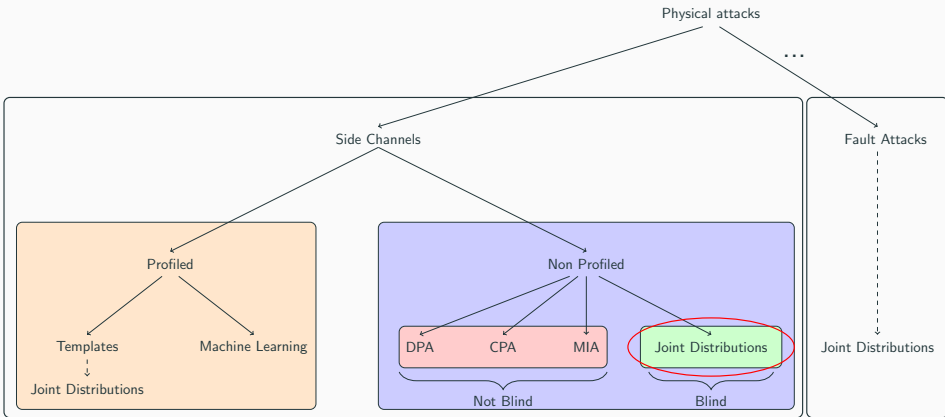 Physical attacks
...
Side Channels
Fault Attacks
Profiled
Non Profiled
Templates
Machine Learning
DPA
CPA
MIA
Joint Distributions
Joint Distributions
Joint Distributions
Not Blind
Blind